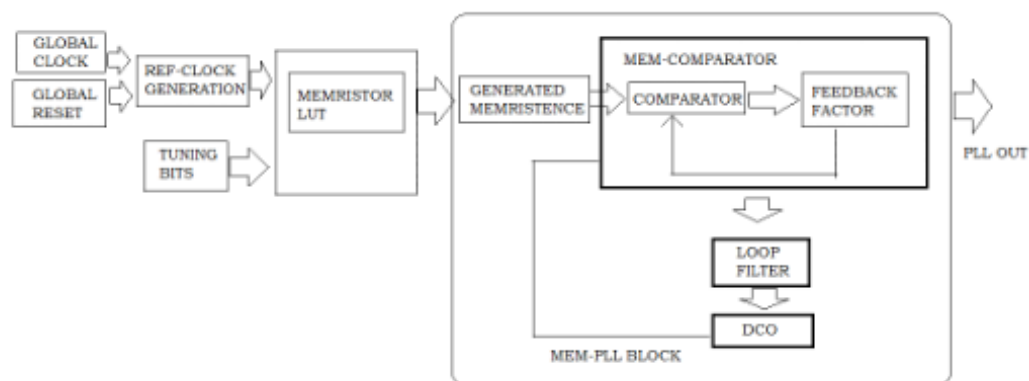 GLOBAL
CLOCK
GLOBAL
RESET
REF-CLOCK
GENERATION
TUNING
BITS
MEMRISTOR
LUT
GENERATED
MEMRISTENCE
MEM-COMPARATOR
COMPARATOR
FEEDBACK
FACTOR
PLL OUT
LOOP
FILTER
DCO
MEM-PLL BLOCK